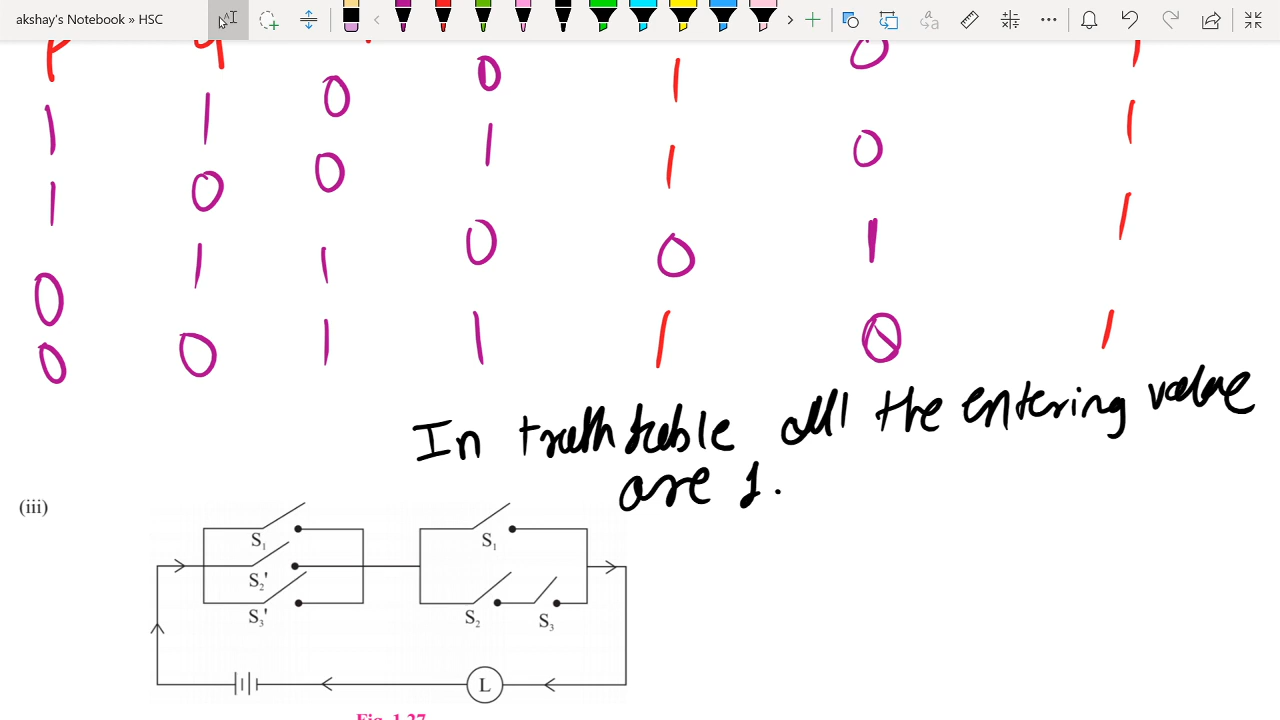 akshay's Notebook » HSC
P q
0 1
1 1 0 0 1 0 1
1 0 0 1 1 0 1
0 1 1 0 0 1 1
0 0 1 1 1 0 1
In truth table all the entering value
are 1.
(iii)
S₁ S₁
S₂'
S₃' S₂ S₃
L
Fig. 1.27